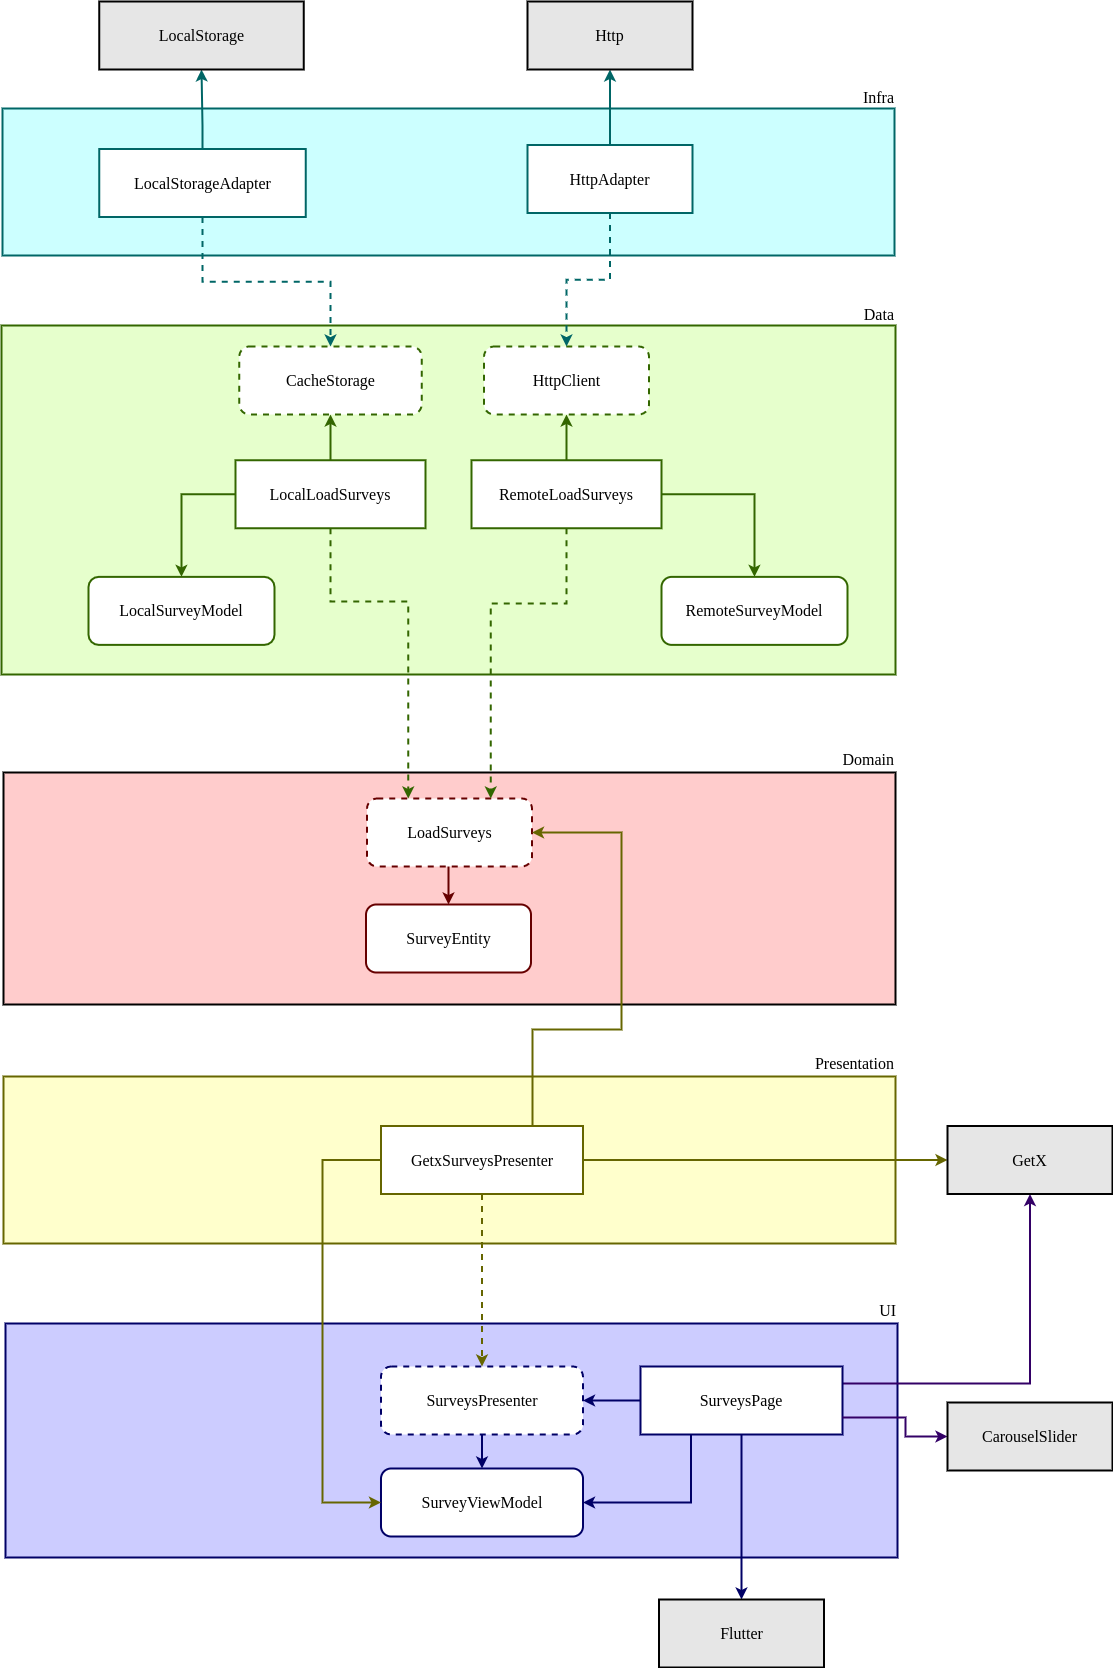 LocalStorage
Http
Infra
LocalStorageAdapter
HttpAdapter
Data
CacheStorage
HttpClient
LocalLoadSurveys
RemoteLoadSurveys
LocalSurveyModel
RemoteSurveyModel
Domain
LoadSurveys
SurveyEntity
Presentation
GetxSurveysPresenter
GetX
UI
SurveysPresenter
SurveysPage
CarouselSlider
SurveyViewModel
Flutter